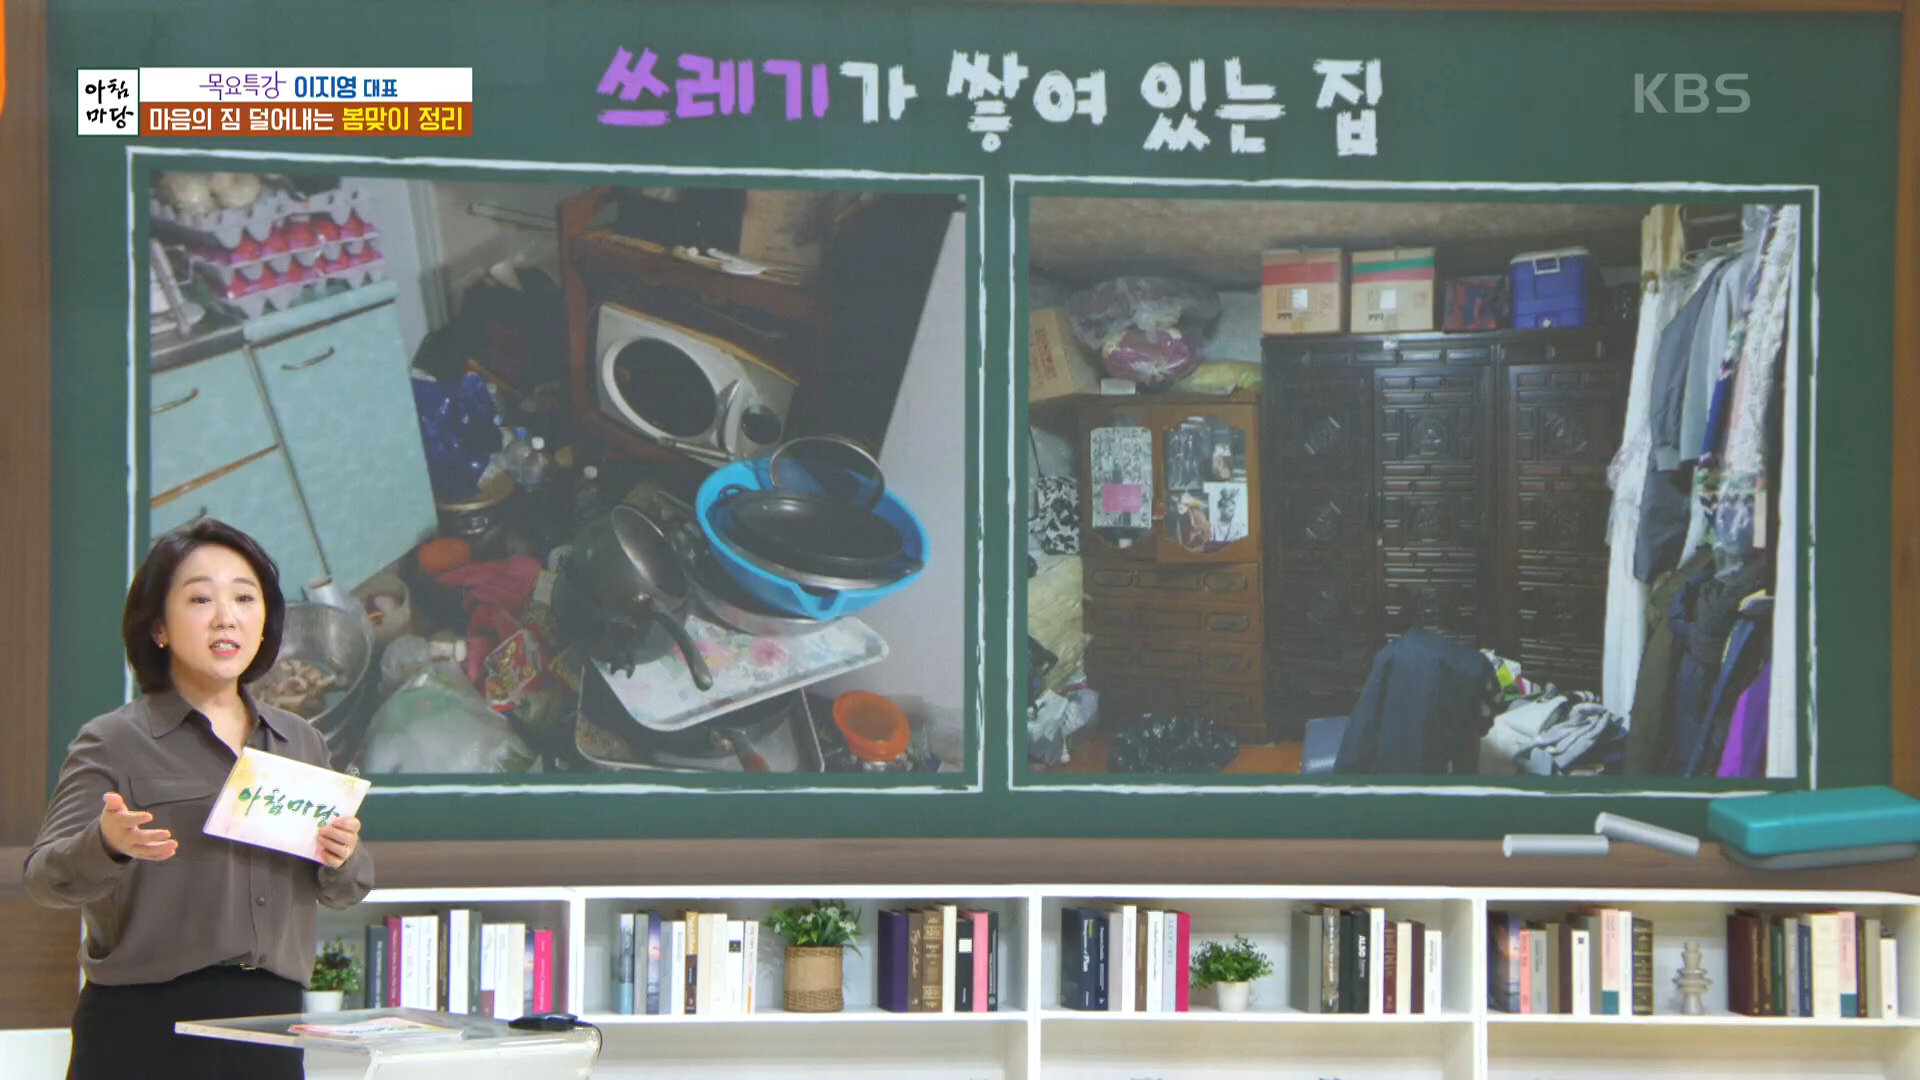 아침
마당
목요특강 이지영 대표
마음의 짐 덜어내는 봄맞이 정리
쓰레기가 쌓여 있는 집
KBS
아침마당
ALSO